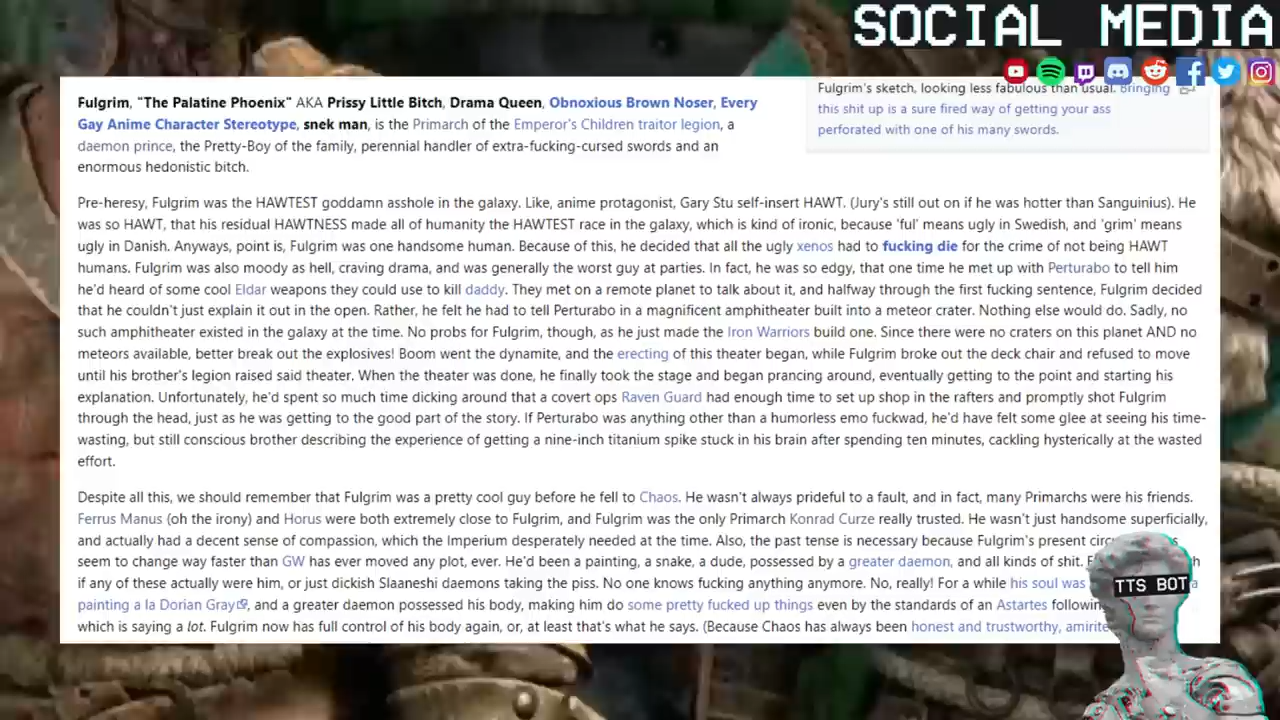 SOCIAL MEDIA
Fulgrim, "The Palatine Phoenix" AKA Prissy Little Bitch, Drama Queen, Obnoxious Brown Noser, Every
Gay Anime Character Stereotype, snek man, is the Primarch of the Emperor's Children traitor legion, a
daemon prince, the Pretty-Boy of the family, perennial handler of extra-fucking-cursed swords and an
enormous hedonistic bitch.
Fulgrim's sketch, looking less fabulous than usual. Bringing
this shit up is a sure fired way of getting your ass
perforated with one of his many swords.
Pre-heresy, Fulgrim was the HAWTEST goddamn asshole in the galaxy. Like, anime protagonist, Gary Stu self-insert HAWT. (Jury's still out on if he was hotter than Sanguinius). He
was so HAWT, that his residual HAWTNESS made all of humanity the HAWTEST race in the galaxy, which is kind of ironic, because 'ful' means ugly in Swedish, and 'grim' means
ugly in Danish. Anyways, point is, Fulgrim was one handsome human. Because of this, he decided that all the ugly xenos had to fucking die for the crime of not being HAWT
humans. Fulgrim was also moody as hell, craving drama, and was generally the worst guy at parties. In fact, he was so edgy, that one time he met up with Perturabo to tell him
he'd heard of some cool Eldar weapons they could use to kill daddy. They met on a remote planet to talk about it, and halfway through the first fucking sentence, Fulgrim decided
that he couldn't just explain it out in the open. Rather, he felt he had to tell Perturabo in a magnificent amphitheater built into a meteor crater. Nothing else would do. Sadly, no
such amphitheater existed in the galaxy at the time. No probs for Fulgrim, though, as he just made the Iron Warriors build one. Since there were no craters on this planet AND no
meteors available, better break out the explosives! Boom went the dynamite, and the erecting of this theater began, while Fulgrim broke out the deck chair and refused to move
until his brother's legion raised said theater. When the theater was done, he finally took the stage and began prancing around, eventually getting to the point and starting his
explanation. Unfortunately, he'd spent so much time dicking around that a covert ops Raven Guard had enough time to set up shop in the rafters and promptly shot Fulgrim
through the head, just as he was getting to the good part of the story. If Perturabo was anything other than a humorless emo fuckwad, he'd have felt some glee at seeing his time-
wasting, but still conscious brother describing the experience of getting a nine-inch titanium spike stuck in his brain after spending ten minutes, cackling hysterically at the wasted
effort.
Despite all this, we should remember that Fulgrim was a pretty cool guy before he fell to Chaos. He wasn't always prideful to a fault, and in fact, many Primarchs were his friends.
Ferrus Manus (oh the irony) and Horus were both extremely close to Fulgrim, and Fulgrim was the only Primarch Konrad Curze really trusted. He wasn't just handsome superficially,
and actually had a decent sense of compassion, which the Imperium desperately needed at the time. Also, the past tense is necessary because Fulgrim's present
seem to change way faster than GW has ever moved any plot, ever. He'd been a painting, a snake, a dude, possessed by a greater daemon, and all kinds of shit.
if any of these actually were him, or just dickish Slaaneshi daemons taking the piss. No one knows fucking anything anymore. No, really! For a while his soul was
painting a la Dorian Gray, and a greater daemon possessed his body, making him do some pretty fucked up things even by the standards of an Astartes
which is saying a lot. Fulgrim now has full control of his body again, or, at least that's what he says. (Because Chaos has always been honest and trustworthy,
TTS BOT